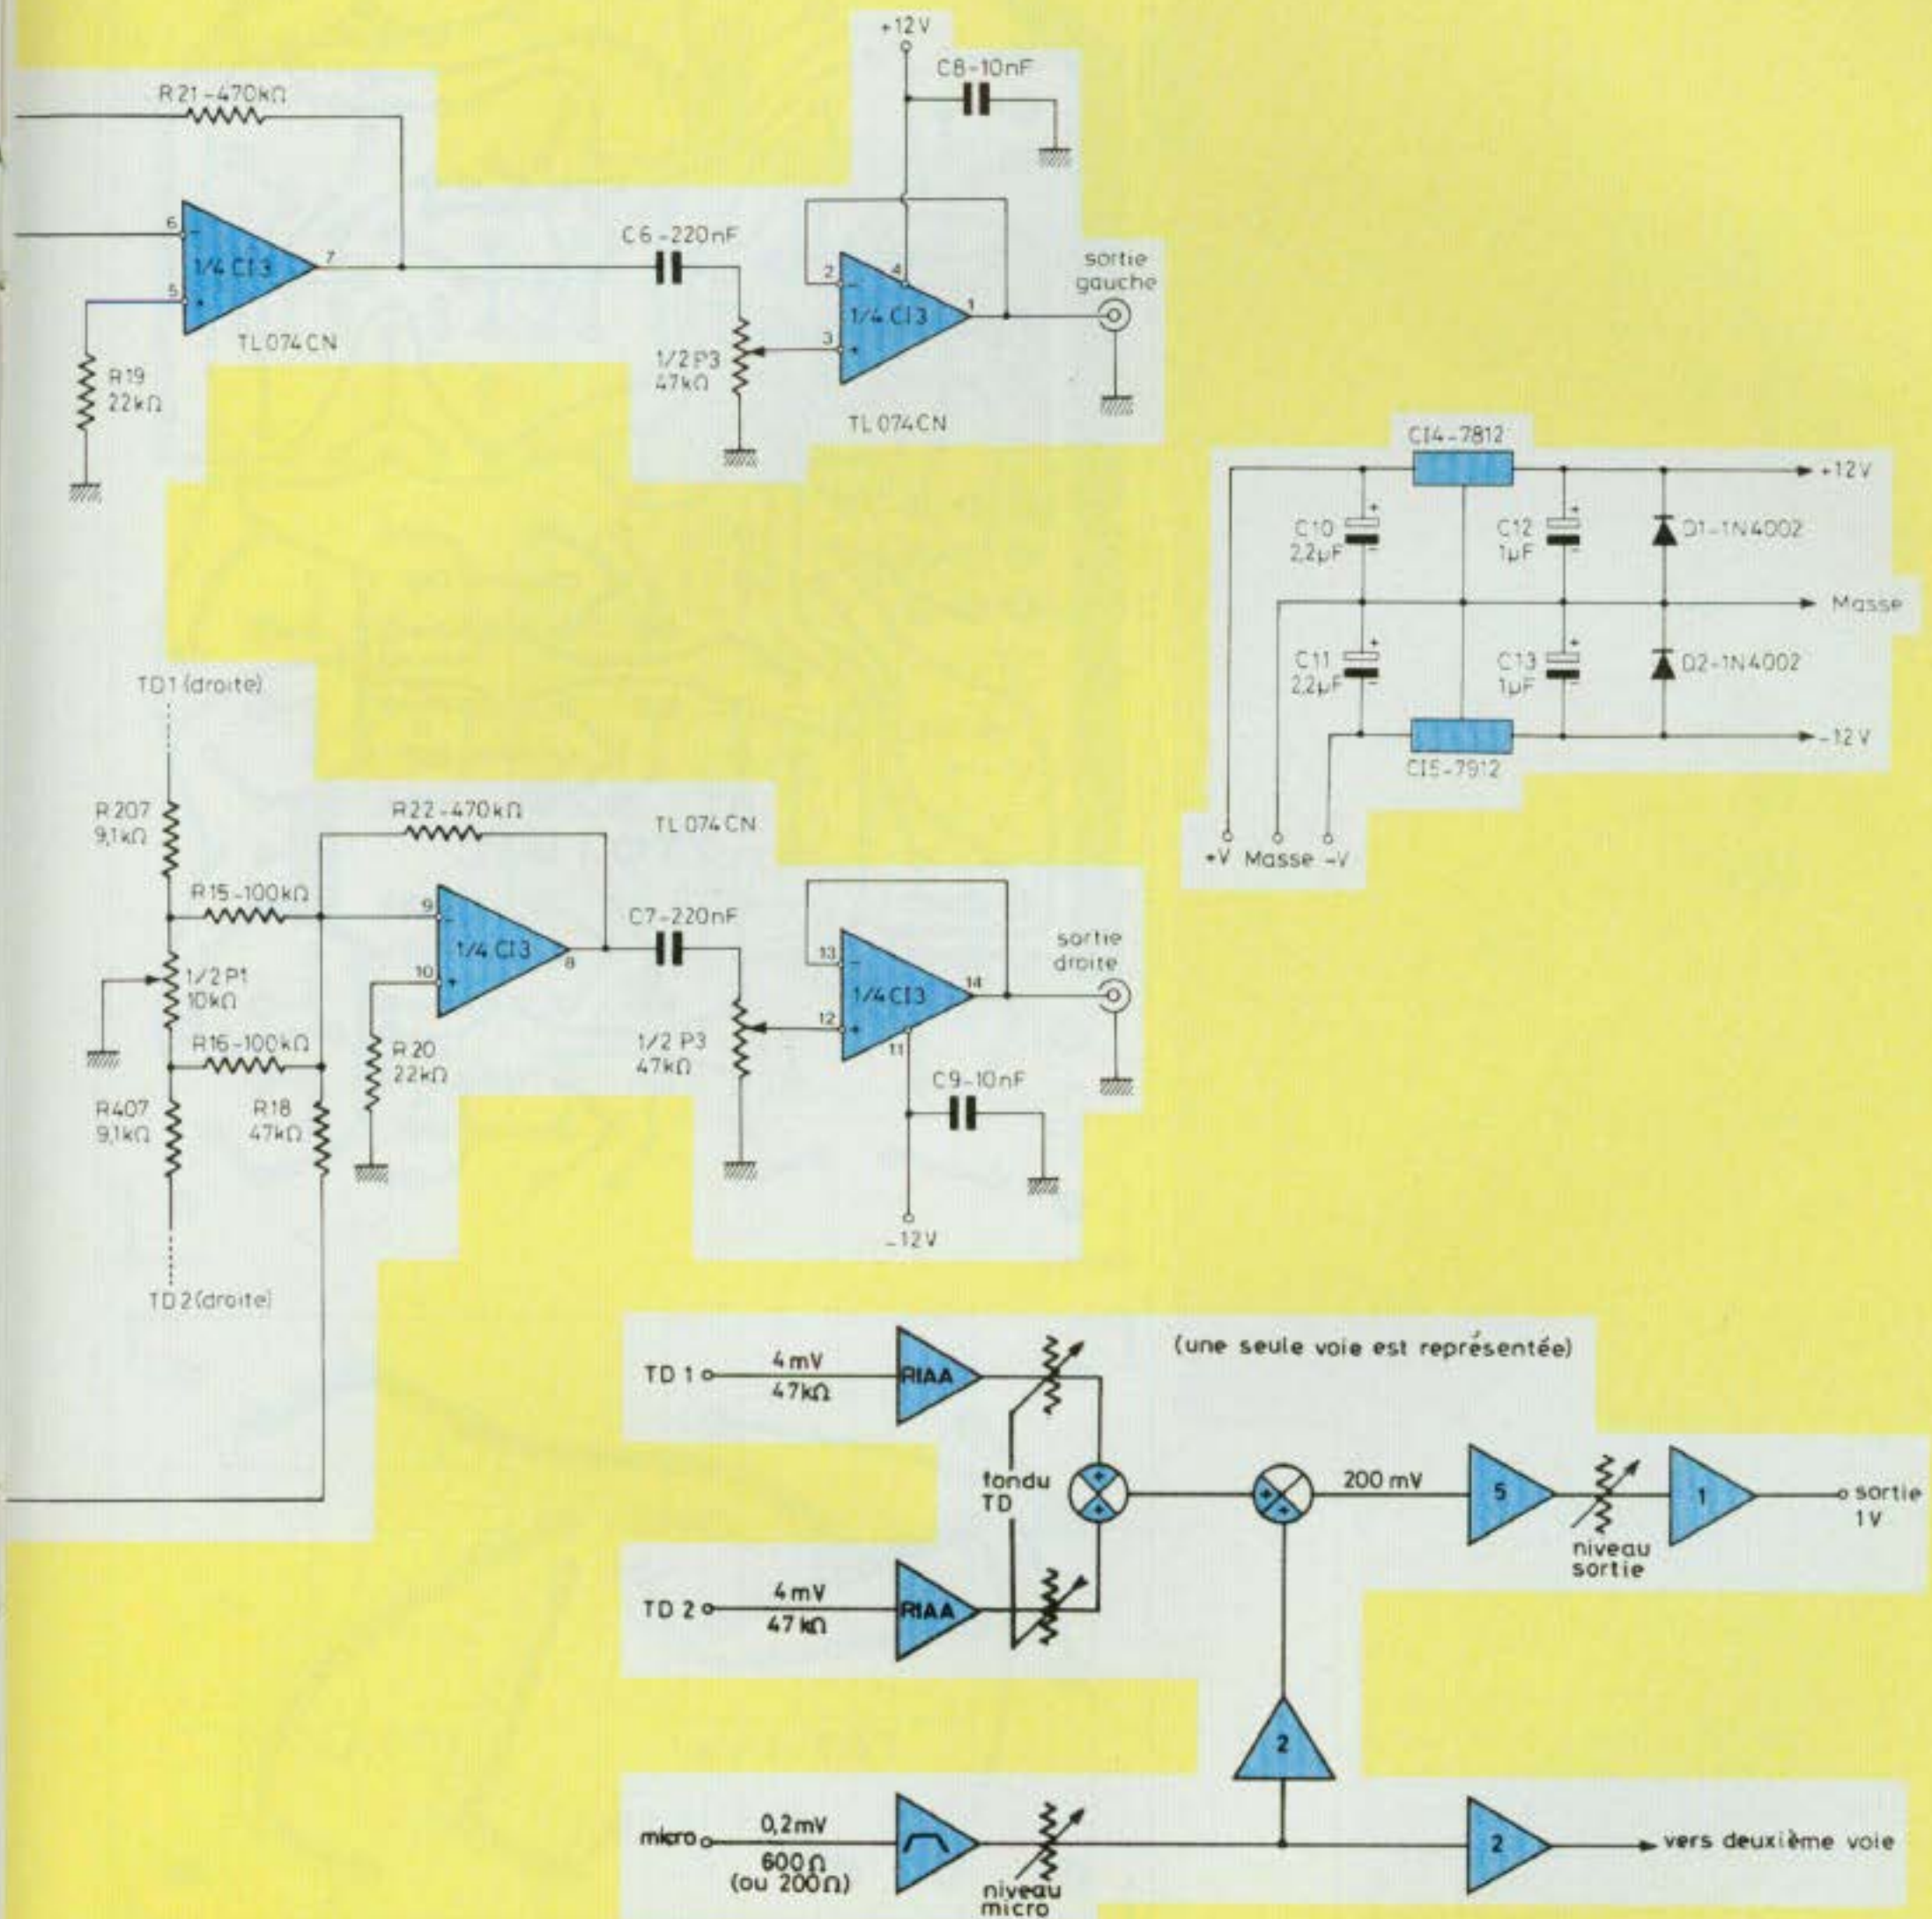 +12V
C8-10nF
R21-470kΩ
6
-
1/4 CI3
7
5
+
TL074CN
R19
22kΩ
C6-220nF
1/2 P3
47kΩ
2
-
4
1/4 CI3
1
3
+
TL074CN
sortie
gauche
CI4-7812
+12V
C10
2,2µF
+
-
C12
1µF
+
-
D1-1N4002
Masse
C11
2,2µF
+
-
C13
1µF
+
-
D2-1N4002
-12V
CI5-7912
+V Masse -V
TD1 (droite)
R207
9,1kΩ
R15-100kΩ
1/2 P1
10kΩ
R16-100kΩ
R407
9,1kΩ
R18
47kΩ
TD2 (droite)
R22-470kΩ
TL074CN
9
-
1/4 CI3
8
10
+
R20
22kΩ
C7-220nF
1/2 P3
47kΩ
13
-
1/4 CI3
14
12
+
11
sortie
droite
C9-10nF
-12V
(une seule voie est représentée)
TD 1
4 mV
47kΩ
RIAA
fondu
TD
+
+
+
+
200 mV
5
niveau
sortie
1
sortie
1V
TD 2
4 mV
47 kΩ
RIAA
2
micro
0,2mV
600Ω
(ou 200Ω)
niveau
micro
2
vers deuxième voie